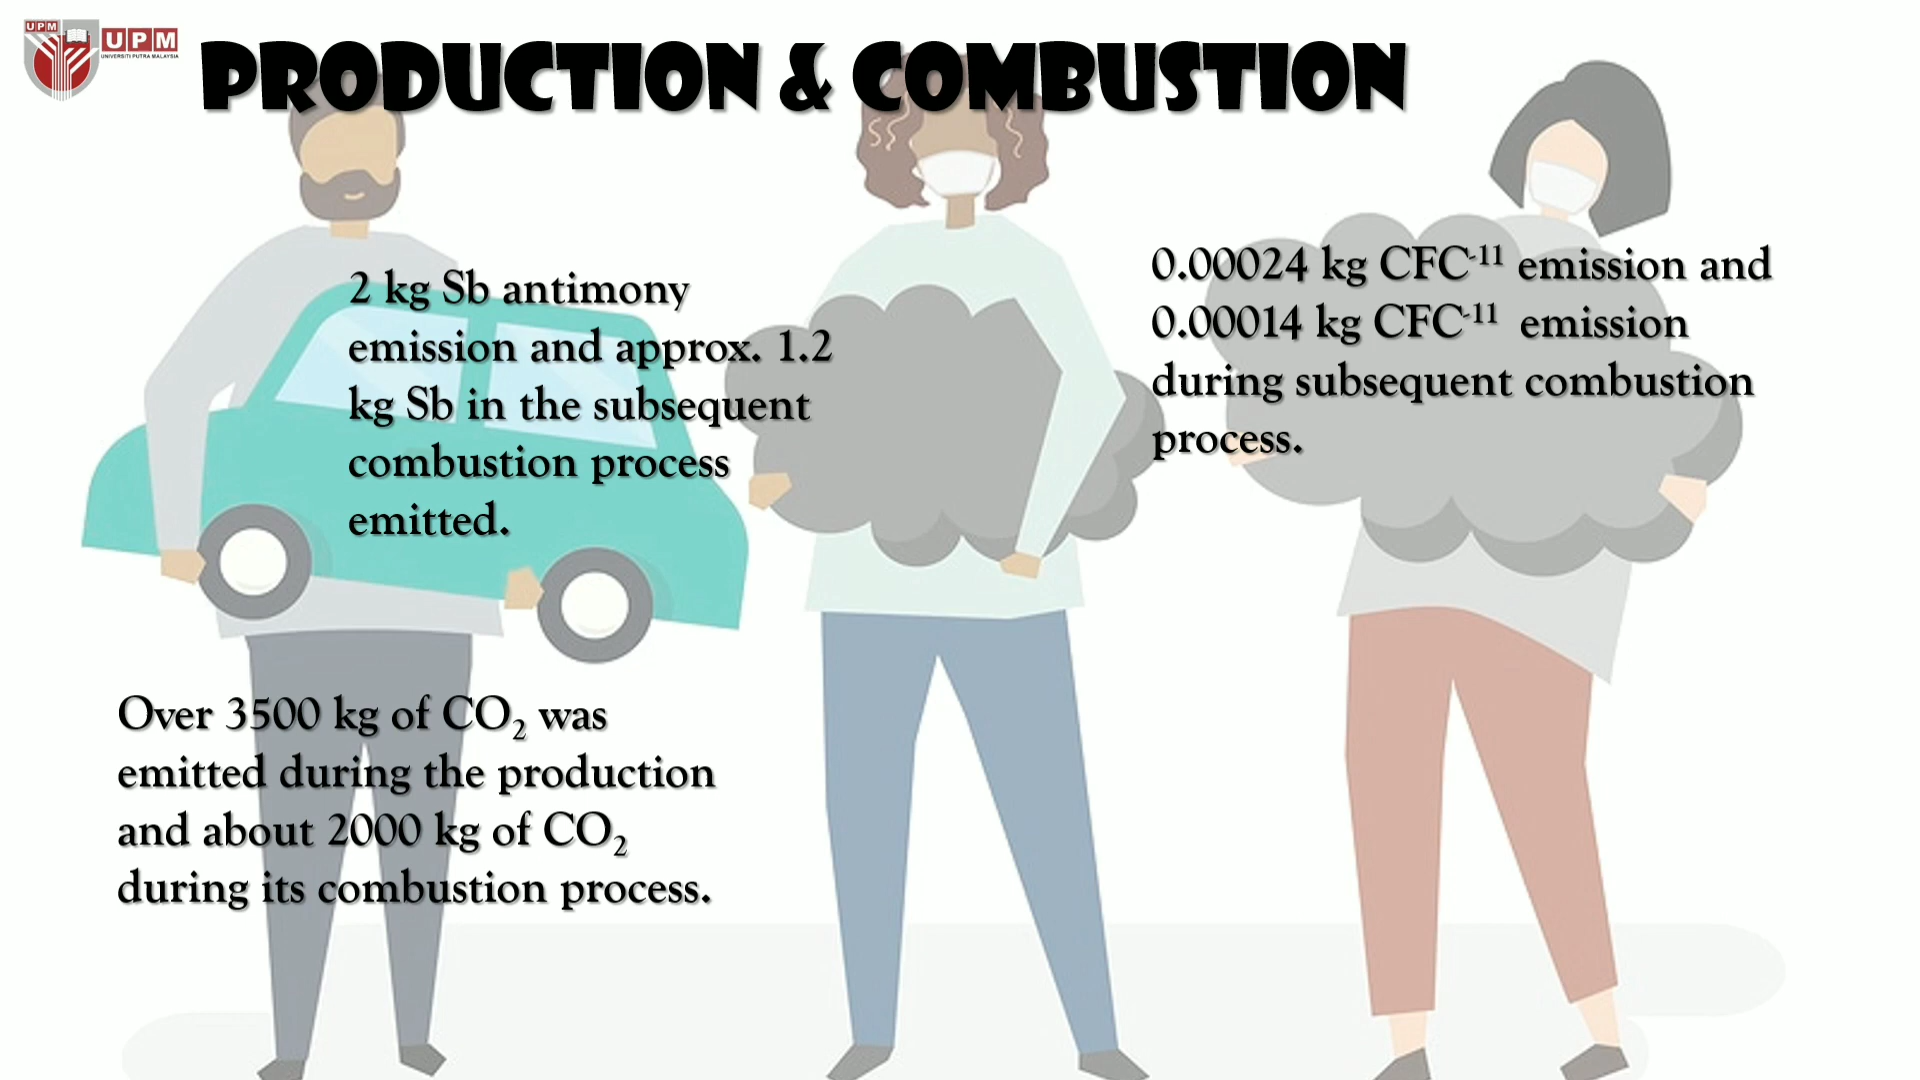 UPM
UPM
UNIVERSITI PUTRA MALAYSIA
PRODUCTION & COMBUSTION
2 kg Sb antimony
emission and approx. 1.2
kg Sb in the subsequent
combustion process
emitted.
0.00024 kg CFC⁻¹¹ emission and
0.00014 kg CFC⁻¹¹ emission
during subsequent combustion
process.
Over 3500 kg of CO₂ was
emitted during the production
and about 2000 kg of CO₂
during its combustion process.